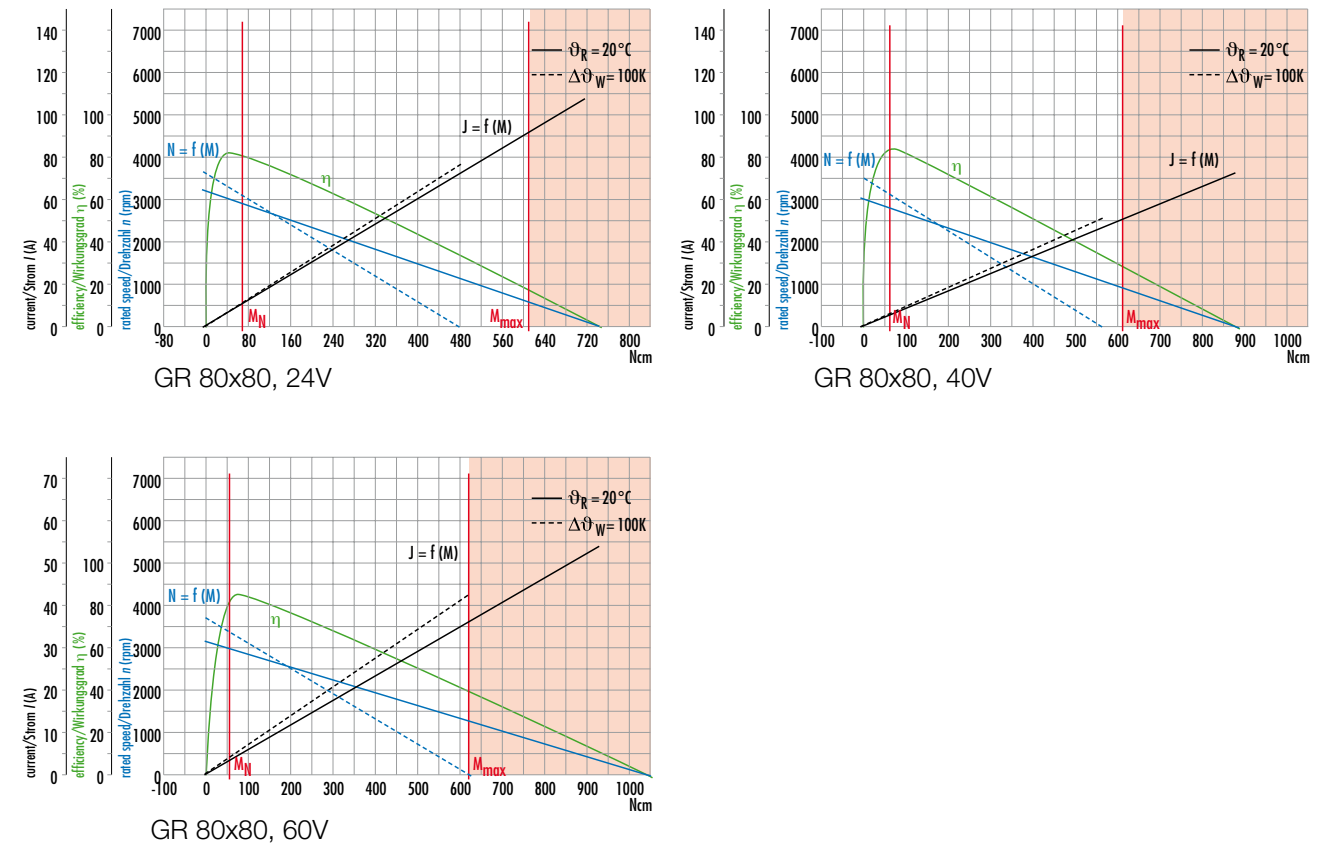 140
120
100
80
60
40
20
0
current/Strom I (A)
100
80
60
40
20
0
efficiency/Wirkungsgrad η (%)
7000
6000
5000
4000
3000
2000
1000
0
rated speed/Drehzahl n (rpm)
ϑR = 20°C
Δϑ W = 100K
J = f (M)
N = f (M)
η
MN
Mmax
-80 0 80 160 240 320 400 480 560 640 720 800
Ncm
GR 80x80, 24V
140
120
100
80
60
40
20
0
current/Strom I (A)
100
80
60
40
20
0
efficiency/Wirkungsgrad η (%)
7000
6000
5000
4000
3000
2000
1000
0
rated speed/Drehzahl n (rpm)
ϑR = 20°C
Δϑ W = 100K
J = f (M)
N = f (M)
η
MN
Mmax
-100 0 100 200 300 400 500 600 700 800 900 1000
Ncm
GR 80x80, 40V
70
60
50
40
30
20
10
0
current/Strom I (A)
100
80
60
40
20
0
efficiency/Wirkungsgrad η (%)
7000
6000
5000
4000
3000
2000
1000
0
rated speed/Drehzahl n (rpm)
ϑR = 20°C
Δϑ W = 100K
J = f (M)
N = f (M)
η
MN
Mmax
-100 0 100 200 300 400 500 600 700 800 900 1000
Ncm
GR 80x80, 60V